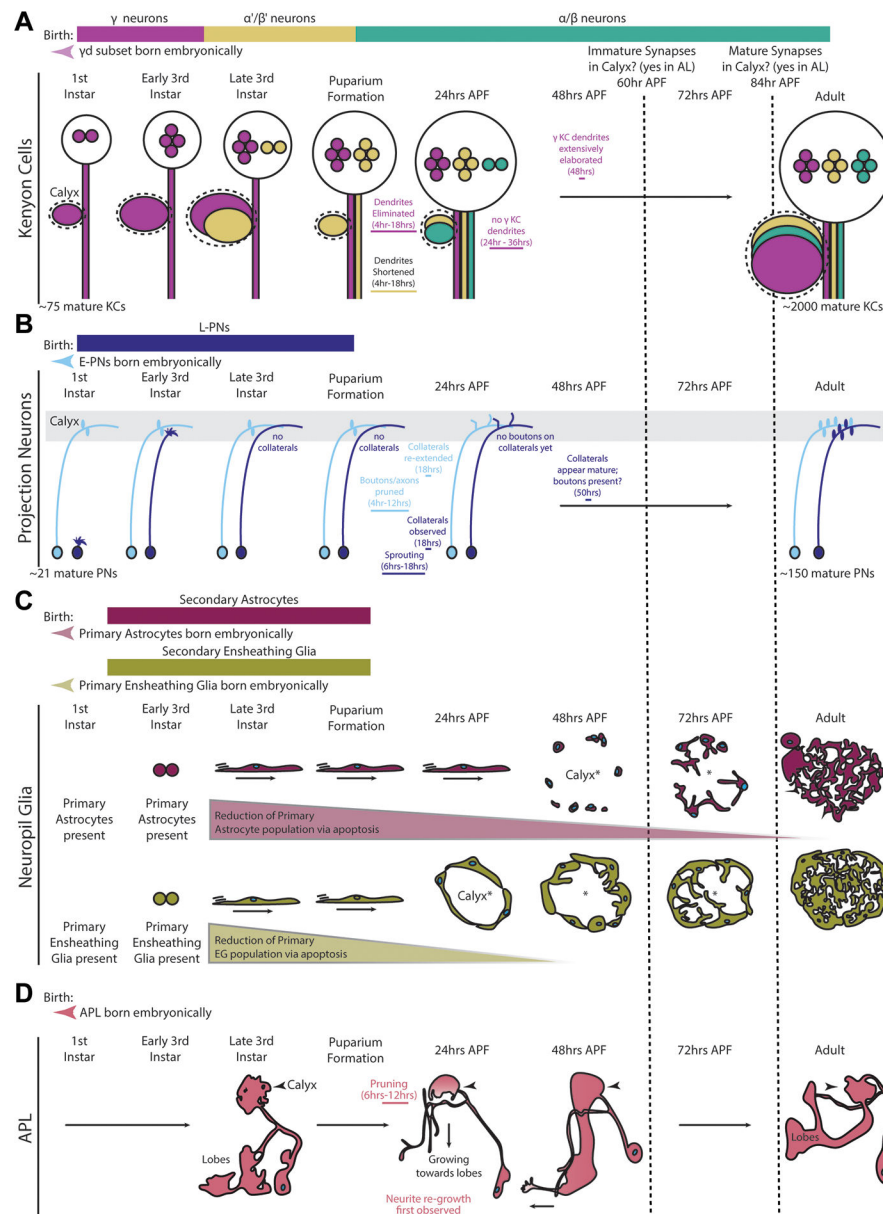 A
γ neurons
α'/β' neurons
α/β neurons
Birth:
γd subset born embryonically
Immature Synapses
in Calyx? (yes in AL)
60hr APF
Mature Synapses
in Calyx? (yes in AL)
84hr APF
1st
Instar
Early 3rd
Instar
Late 3rd
Instar
Puparium
Formation
24hrs APF
48hrs APF
72hrs APF
Adult
Kenyon Cells
Calyx
γ KC dendrites
extensively
elaborated
(48hrs)
Dendrites
Eliminated
(4hr-18hrs)
no γ KC
dendrites
(24hr - 36hrs)
Dendrites
Shortened
(4hr-18hrs)
~75 mature KCs
~2000 mature KCs
B
L-PNs
Birth:
E-PNs born embryonically
1st
Instar
Early 3rd
Instar
Late 3rd
Instar
Puparium
Formation
24hrs APF
48hrs APF
72hrs APF
Adult
Projection Neurons
Calyx
no
collaterals
no
collaterals
Collaterals
re-extended
(18hrs)
no boutons on
collaterals yet
Boutons/axons
pruned
(4hr-12hrs)
Collaterals
appear mature;
boutons present?
(50hrs)
Collaterals
observed
(18hrs)
Sprouting
(6hrs-18hrs)
~21 mature PNs
~150 mature PNs
C
Secondary Astrocytes
Birth:
Primary Astrocytes born embryonically
Secondary Ensheathing Glia
Primary Ensheathing Glia born embryonically
1st
Instar
Early 3rd
Instar
Late 3rd
Instar
Puparium
Formation
24hrs APF
48hrs APF
72hrs APF
Adult
Neuropil Glia
Calyx*
*
Primary
Astrocytes
present
Primary
Astrocytes
present
Reduction of Primary
Astrocyte population via apoptosis
Calyx*
*
*
Primary
Ensheathing
Glia present
Primary
Ensheathing
Glia present
Reduction of Primary
EG population via apoptosis
D
Birth:
APL born embryonically
1st
Instar
Early 3rd
Instar
Late 3rd
Instar
Puparium
Formation
24hrs APF
48hrs APF
72hrs APF
Adult
APL
Calyx
Lobes
Pruning
(6hrs-12hrs)
Growing
towards lobes
Neurite re-growth
first observed
Lobes